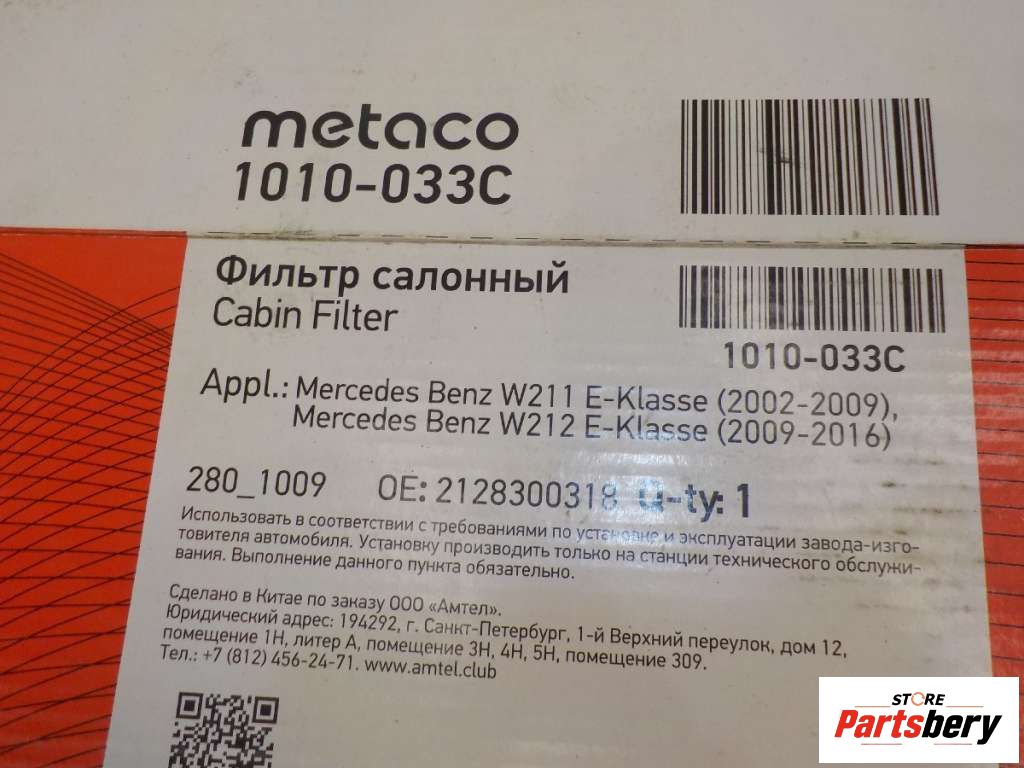 metaco
1010-033C
Фильтр салонный
Cabin Filter
1010-033C
Appl.: Mercedes Benz W211 E-Klasse (2002-2009),
Mercedes Benz W212 E-Klasse (2009-2016)
280_1009 OE: 2128300318 Q-ty: 1
Использовать в соответствии с требованиями по установке и эксплуатации завода-изго-
товителя автомобиля. Установку производить только на станции технического обслужи-
вания. Выполнение данного пункта обязательно.
Сделано в Китае по заказу ООО «Амтел».
Юридический адрес: 194292, г. Санкт-Петербург, 1-й Верхний переулок, дом 12,
помещение 1Н, литер А, помещение 3Н, 4Н, 5Н, помещение 309.
Тел.: +7 (812) 456-24-71. www.amtel.club
STORE
Partsbery